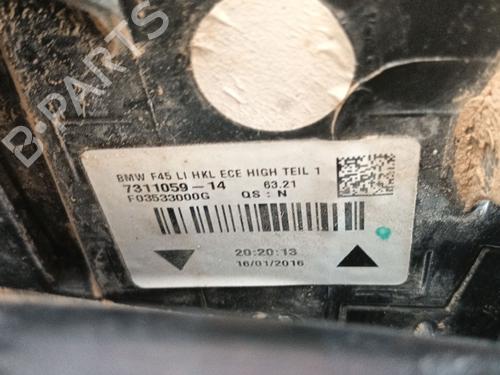 B-PARTS
BMW F45 LI HKL ECE HIGH TEIL 1
7311059-14 63.21
F03533000G QS: N
20:20:13
16/01/2016